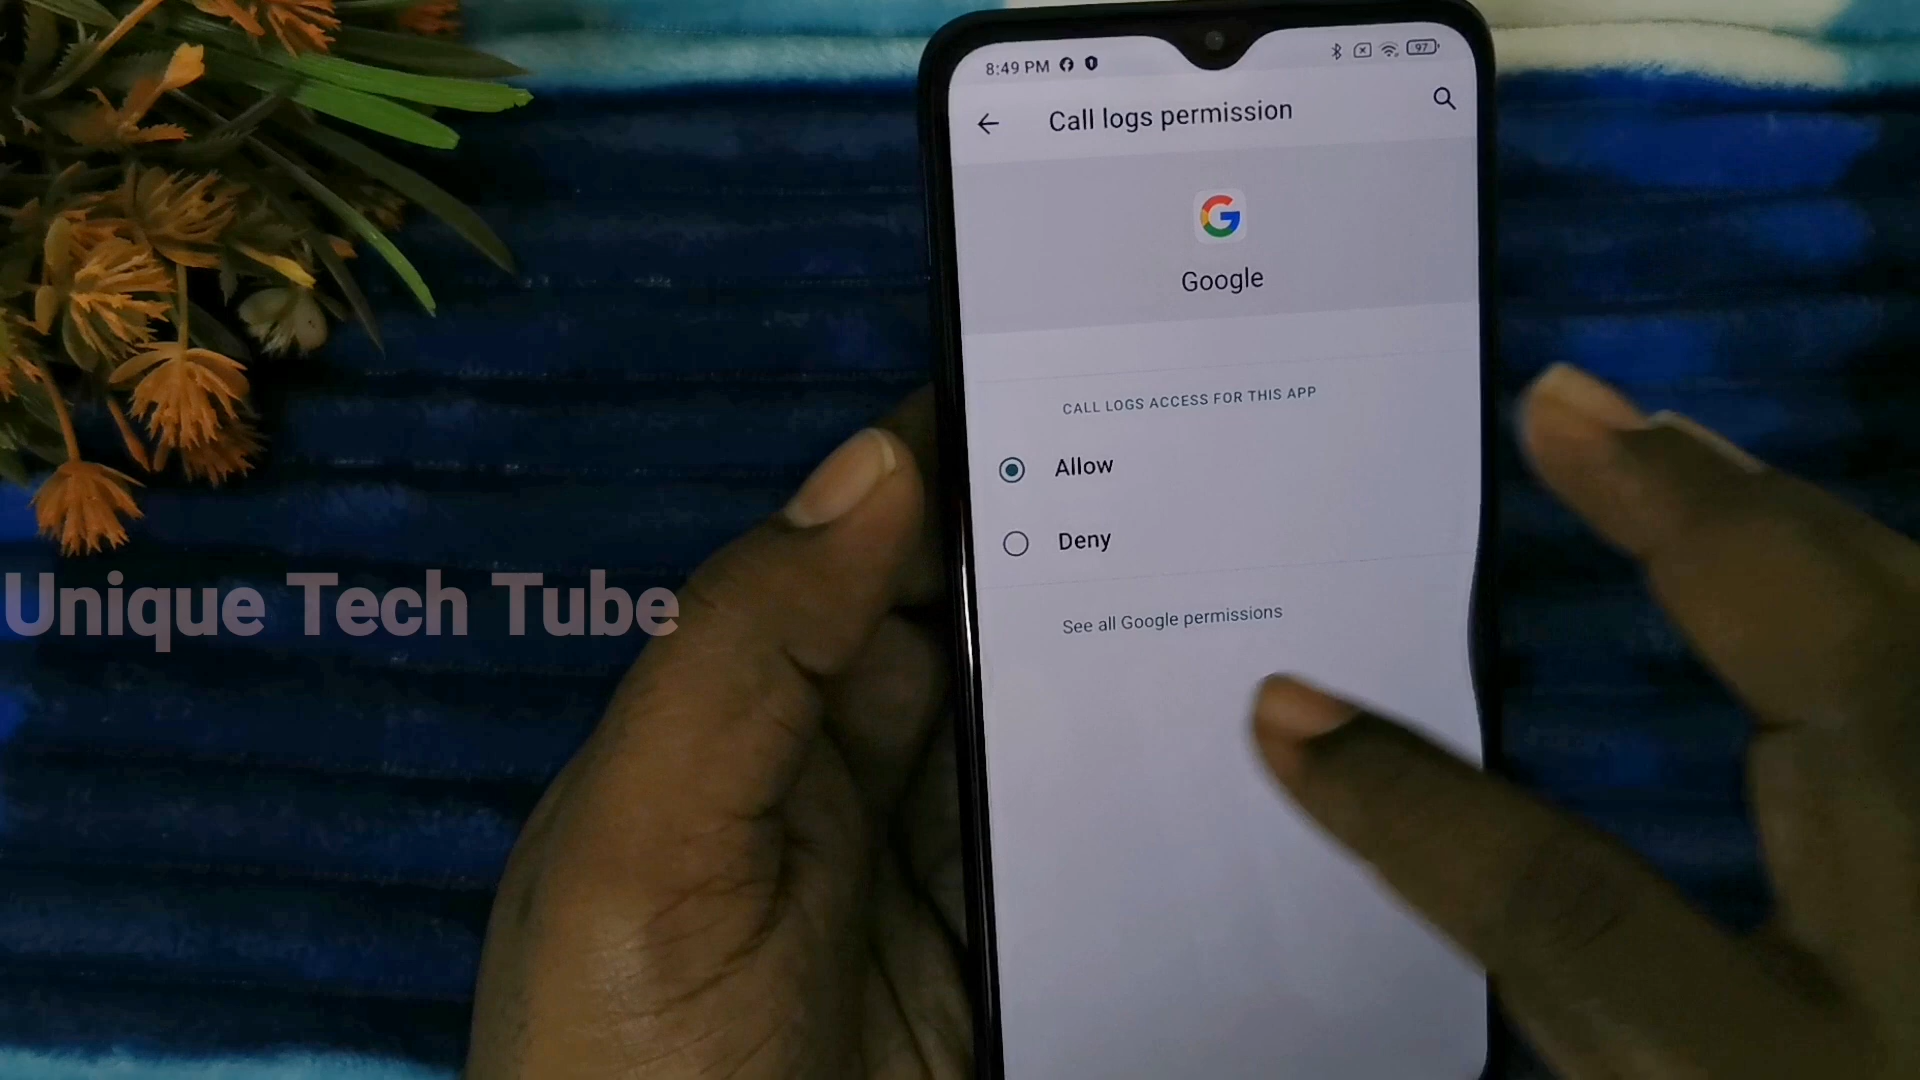 8:49 PM
97
Call logs permission
Google
CALL LOGS ACCESS FOR THIS APP
Allow
Deny
See all Google permissions
Unique Tech Tube